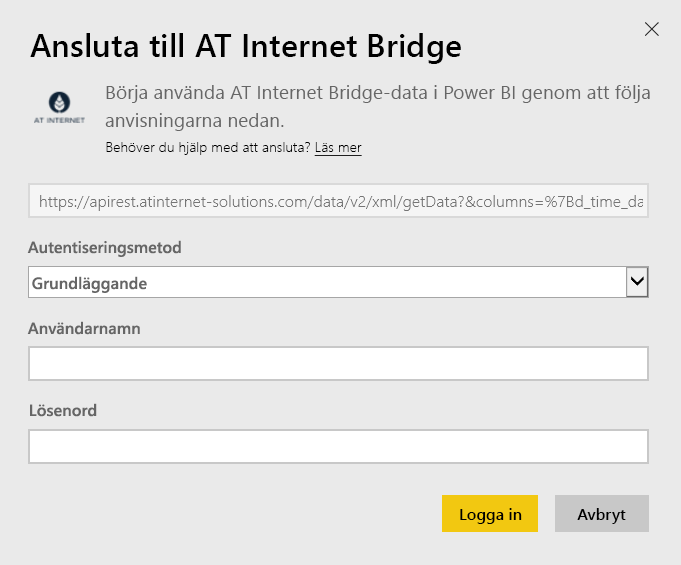 Ansluta till AT Internet Bridge
AT INTERNET
Börja använda AT Internet Bridge-data i Power BI genom att följa
anvisningarna nedan.
Behöver du hjälp med att ansluta? Läs mer
https://apirest.atinternet-solutions.com/data/v2/xml/getData?&columns=%7Bd_time_da
Autentiseringsmetod
Grundläggande
Användarnamn
Lösenord
Logga in
Avbryt